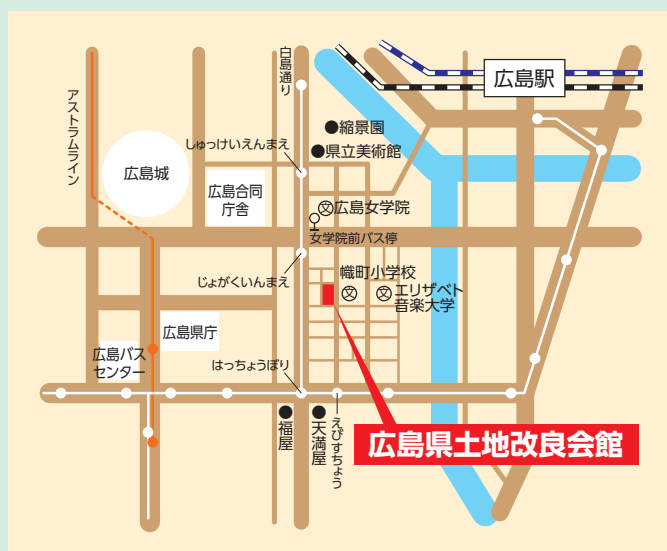 白島通り
広島駅
アストラムライン
●縮景園
しゅっけいえんまえ
●県立美術館
広島城
広島合同
庁舎
文広島女学院
女学院前バス停
じょがくいんまえ
幟町小学校
文
文エリザベト
音楽大学
広島県庁
広島バス
センター
はっちょうぼり
●福屋
●天満屋
えびすちょう
広島県土地改良会館